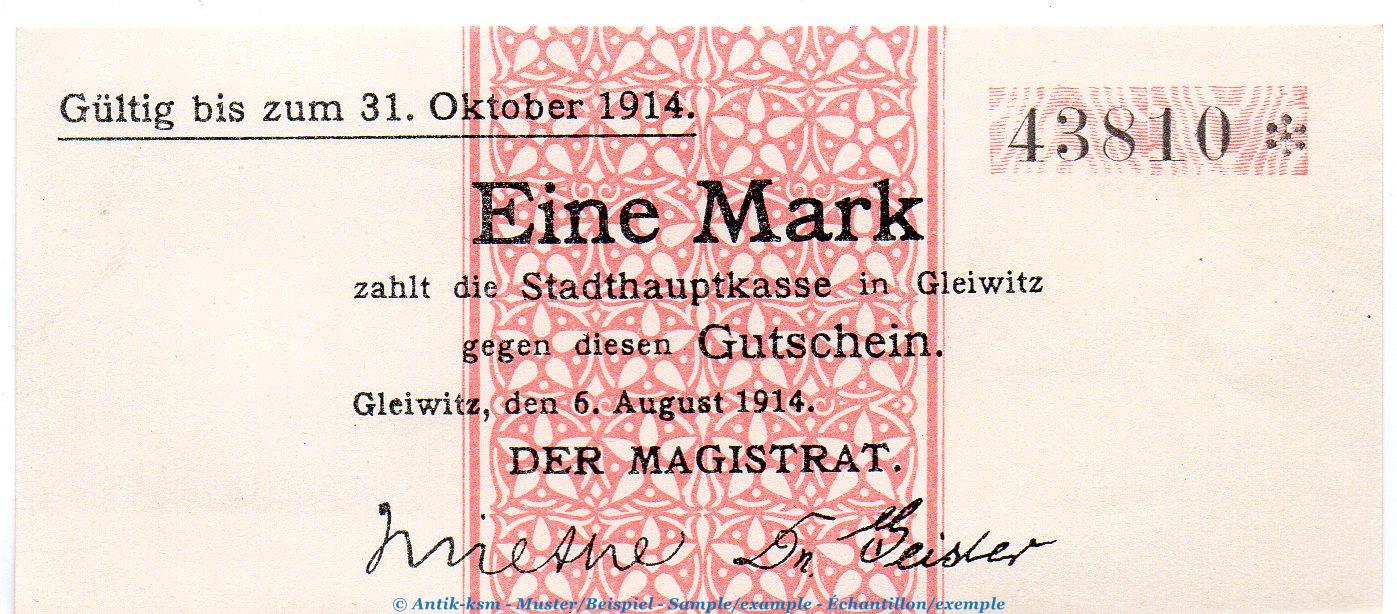 Gültig bis zum 31. Oktober 1914.
43810 *
Eine Mark
zahlt die Stadthauptkasse in Gleiwitz
gegen diesen Gutschein.
Gleiwitz, den 6. August 1914.
DER MAGISTRAT.
Miethe Dr. Geisler
© Antik-ksm - Muster/Beispiel - Sample/example - Échantillon/exemple